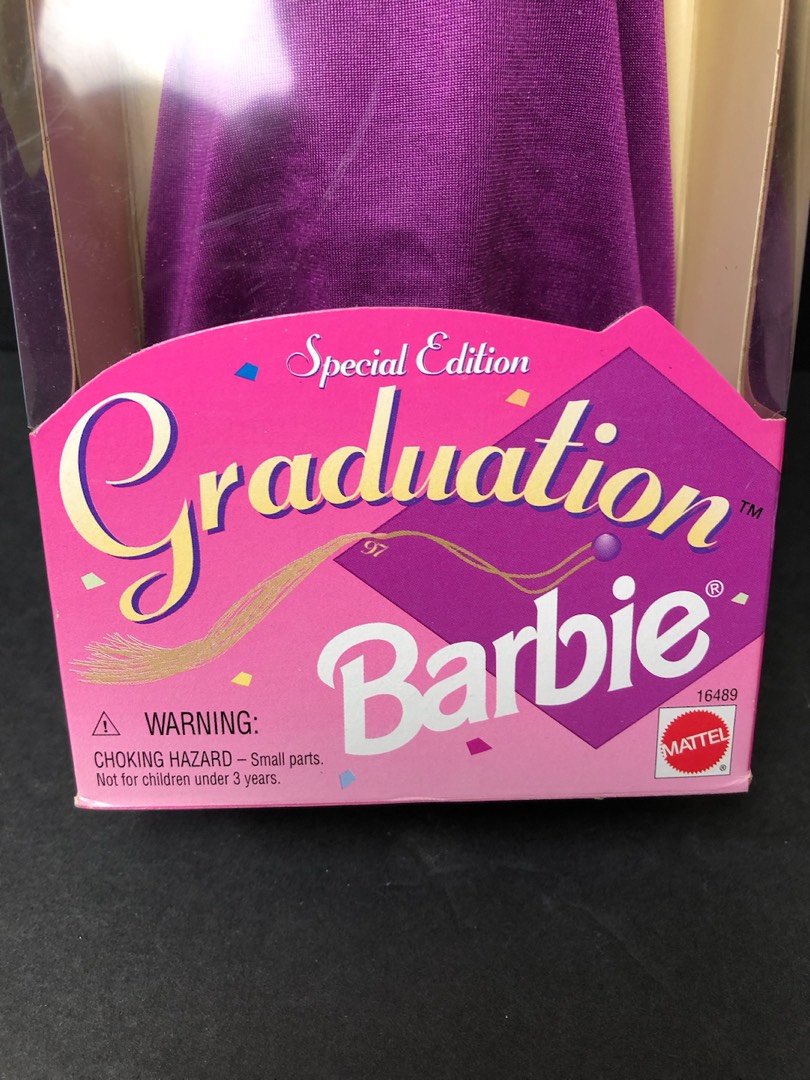 Special Edition
Graduation™
97
Barbie®
16489
MATTEL®
⚠ WARNING:
CHOKING HAZARD – Small parts.
Not for children under 3 years.